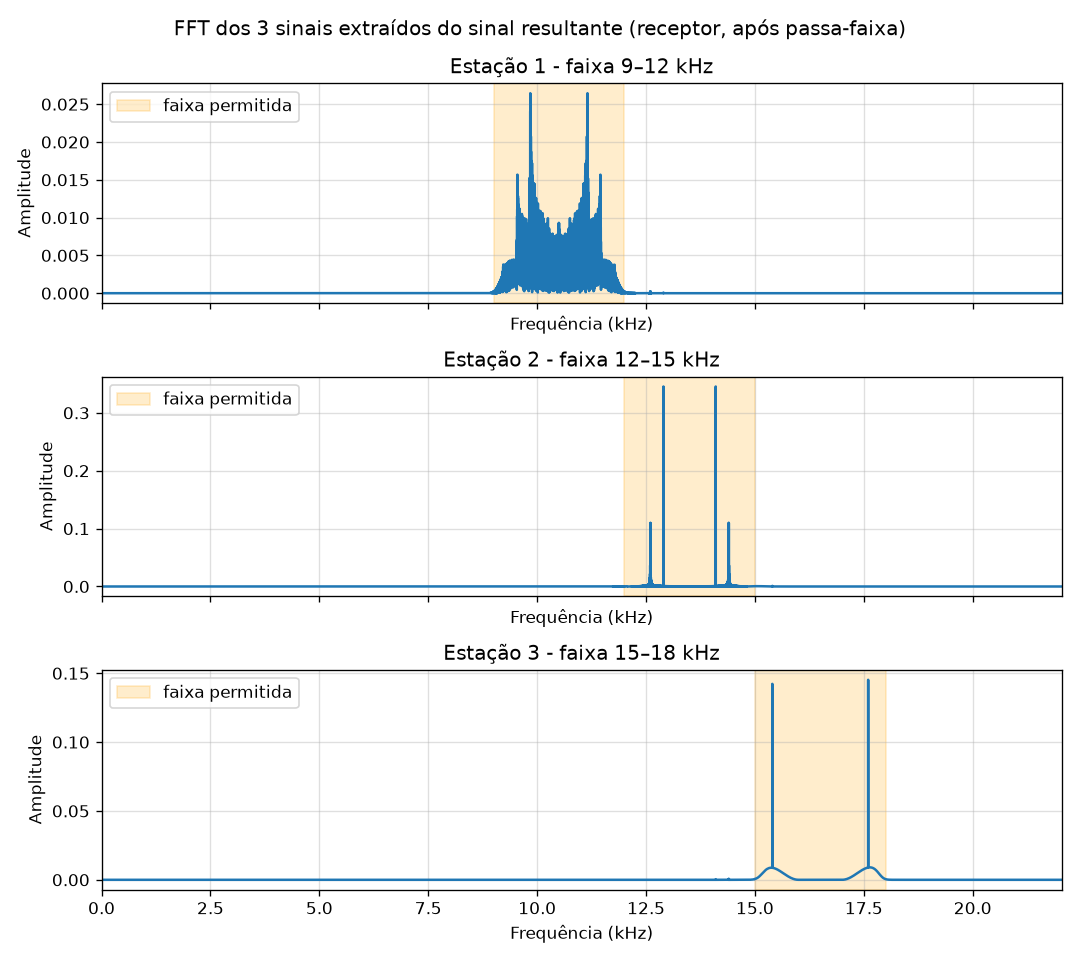 FFT dos 3 sinais extraídos do sinal resultante (receptor, após passa-faixa)
Estação 1 - faixa 9–12 kHz
faixa permitida
Amplitude
0.025
0.020
0.015
0.010
0.005
0.000
Frequência (kHz)
Estação 2 - faixa 12–15 kHz
faixa permitida
Amplitude
0.3
0.2
0.1
0.0
Frequência (kHz)
Estação 3 - faixa 15–18 kHz
faixa permitida
Amplitude
0.15
0.10
0.05
0.00
0.0 2.5 5.0 7.5 10.0 12.5 15.0 17.5 20.0
Frequência (kHz)